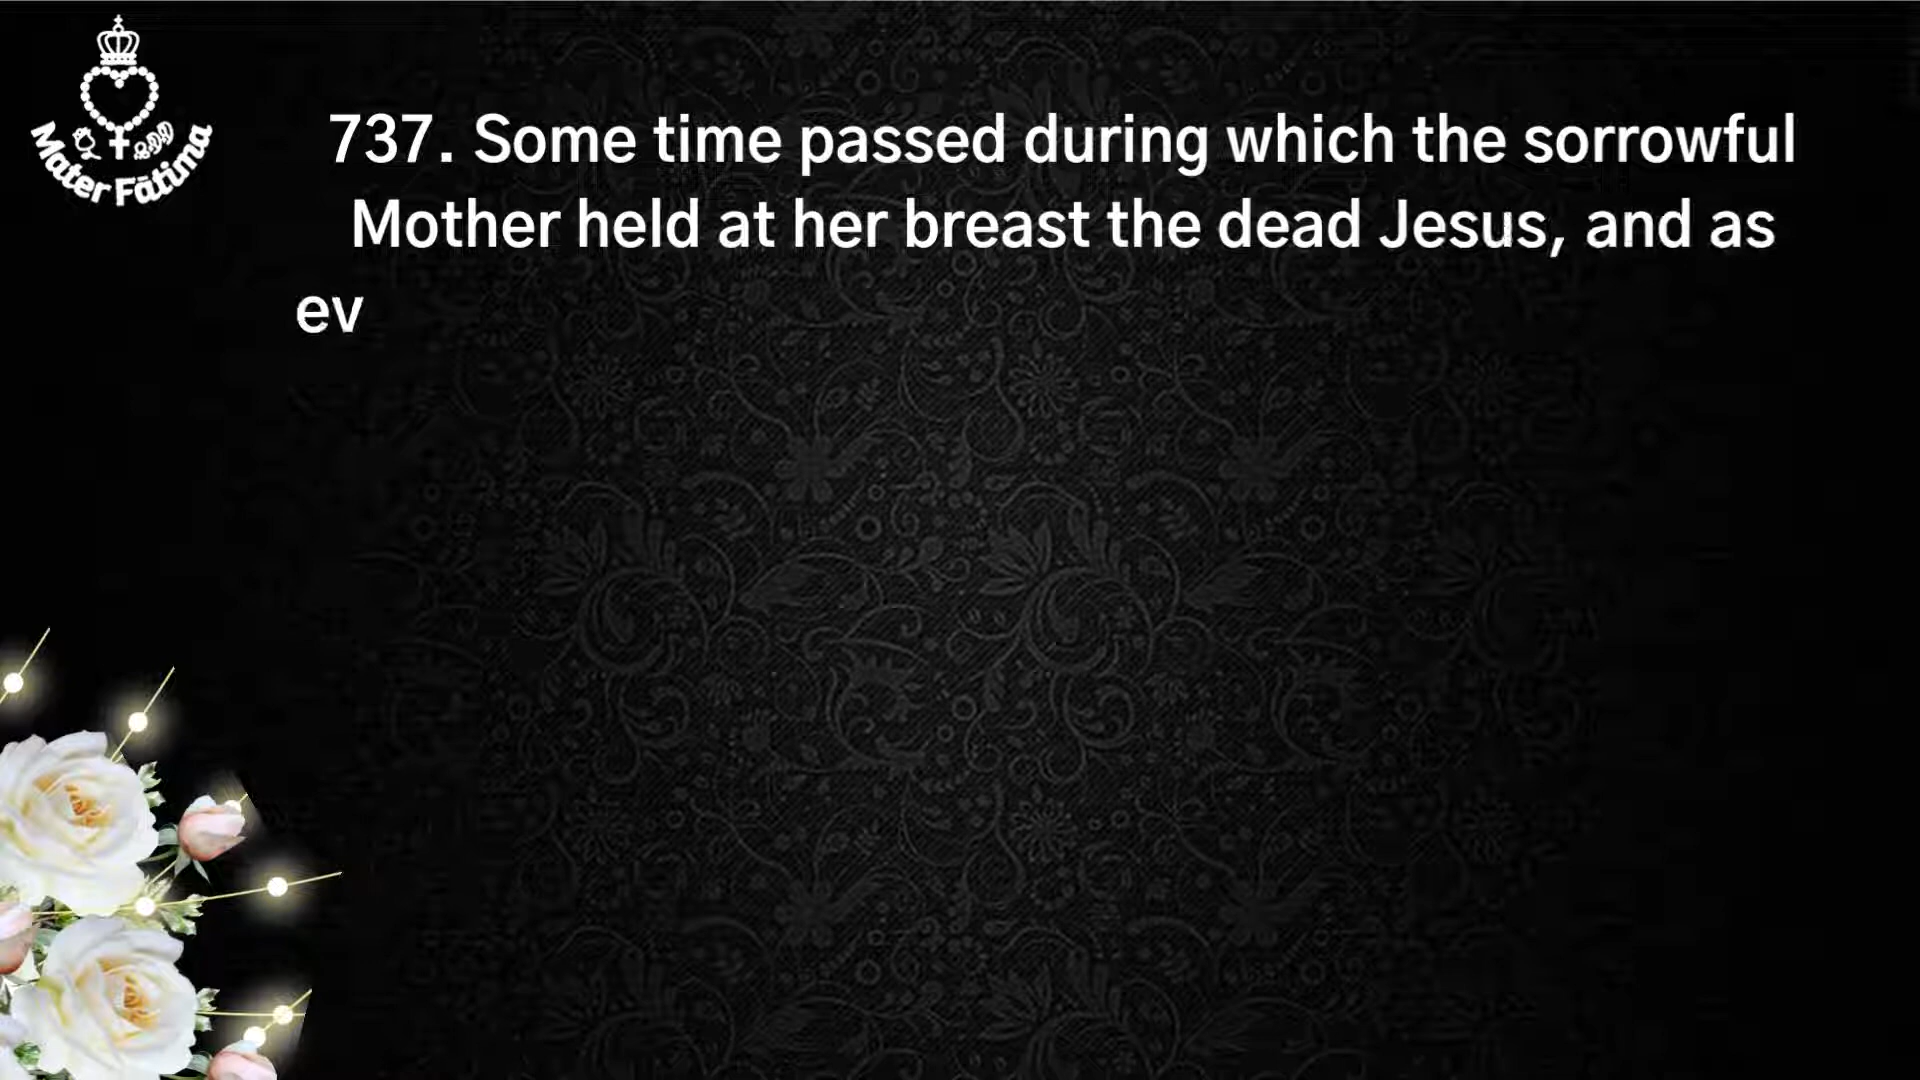 Mater Fātima
737. Some time passed during which the sorrowful
Mother held at her breast the dead Jesus, and as
ev